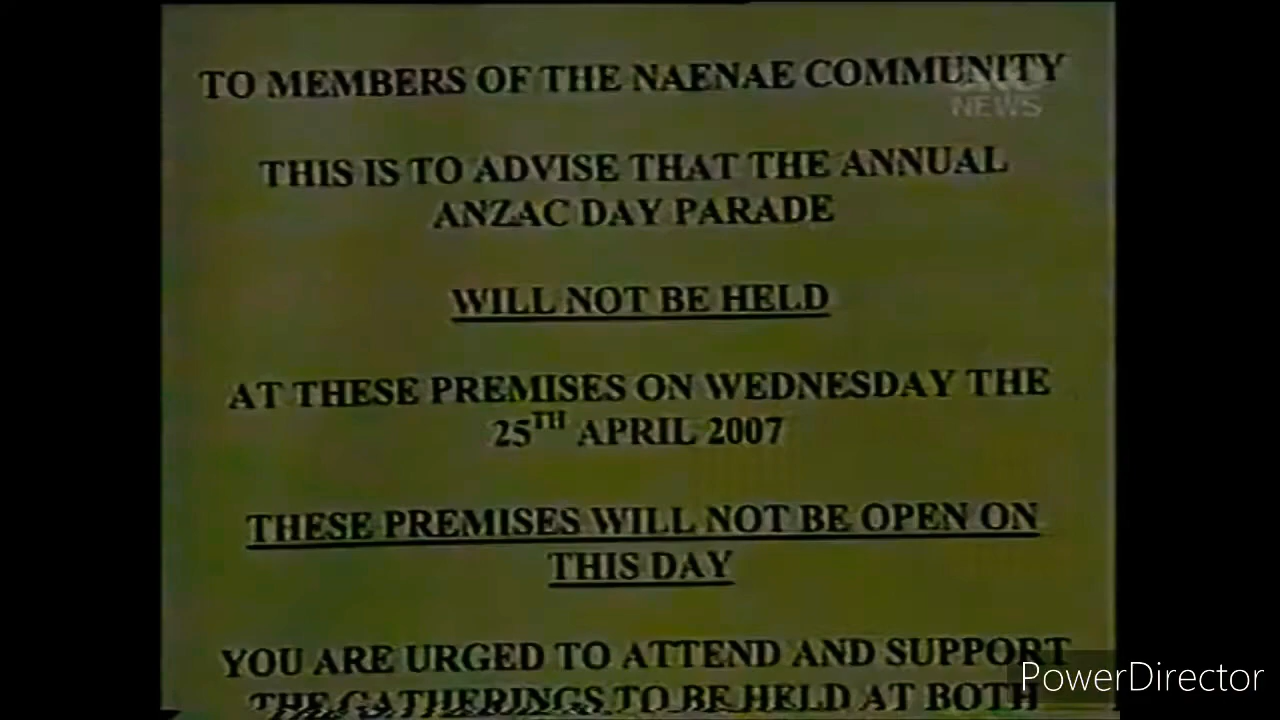 TO MEMBERS OF THE NAENAE COMMUNITY
NEWS
THIS IS TO ADVISE THAT THE ANNUAL
ANZAC DAY PARADE
WILL NOT BE HELD
AT THESE PREMISES ON WEDNESDAY THE
25TH APRIL 2007
THESE PREMISES WILL NOT BE OPEN ON
THIS DAY
YOU ARE URGED TO ATTEND AND SUPPORT
THE GATHERINGS TO BE HELD AT BOTH
PowerDirector